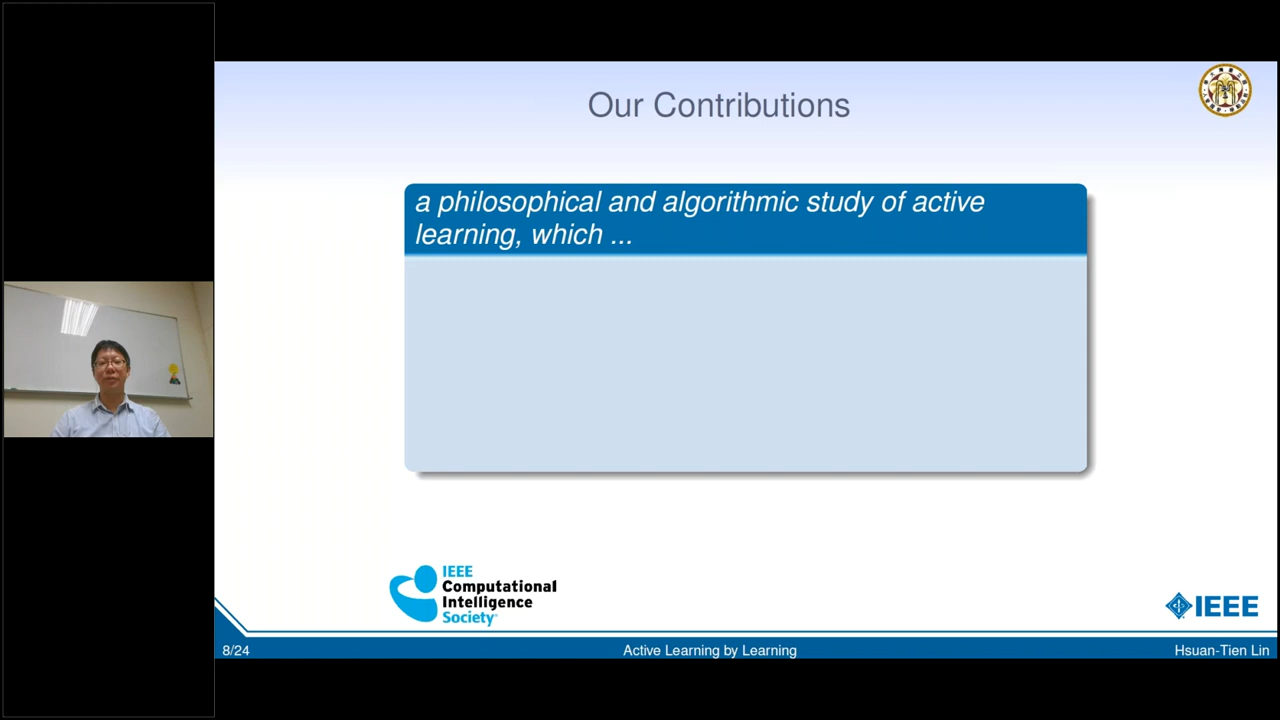 Our Contributions
a philosophical and algorithmic study of active
learning, which ...
IEEE
Computational
Intelligence
Society
IEEE
8/24
Active Learning by Learning
Hsuan-Tien Lin